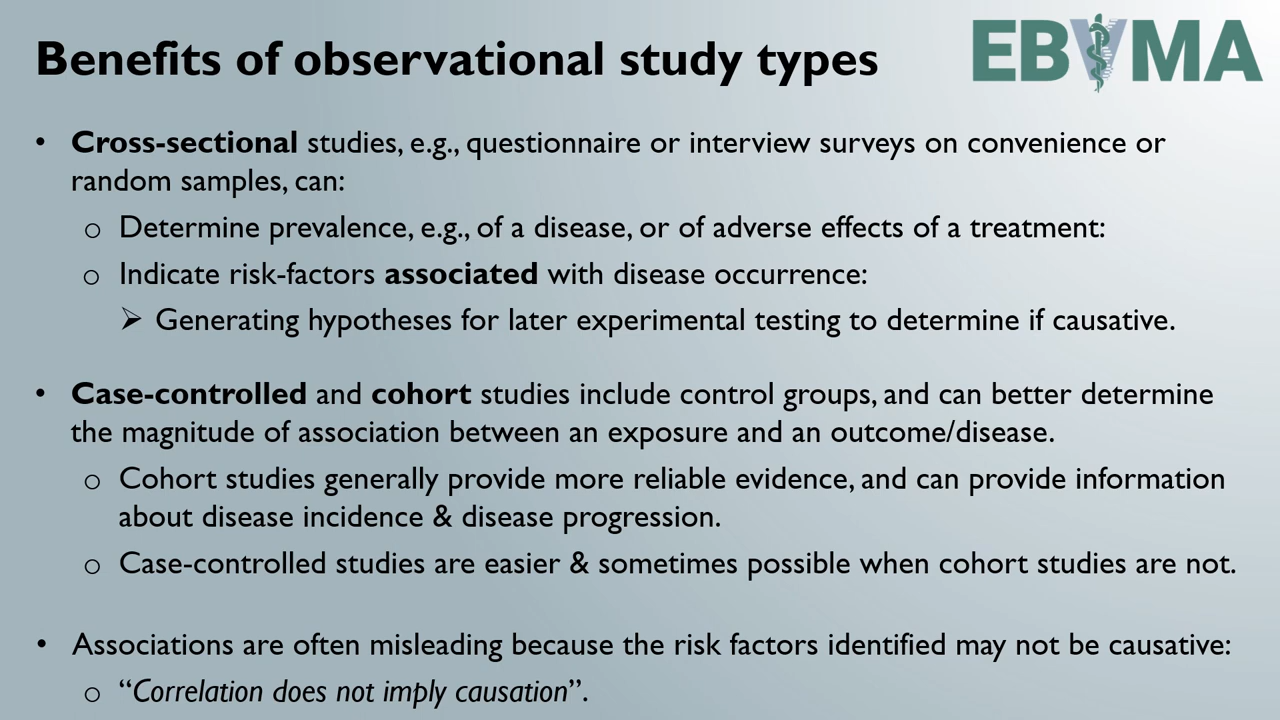 Benefits of observational study types
EBVMA
• Cross-sectional studies, e.g., questionnaire or interview surveys on convenience or
random samples, can:
o Determine prevalence, e.g., of a disease, or of adverse effects of a treatment:
o Indicate risk-factors associated with disease occurrence:
➢ Generating hypotheses for later experimental testing to determine if causative.
• Case-controlled and cohort studies include control groups, and can better determine
the magnitude of association between an exposure and an outcome/disease.
o Cohort studies generally provide more reliable evidence, and can provide information
about disease incidence & disease progression.
o Case-controlled studies are easier & sometimes possible when cohort studies are not.
• Associations are often misleading because the risk factors identified may not be causative:
o “Correlation does not imply causation”.